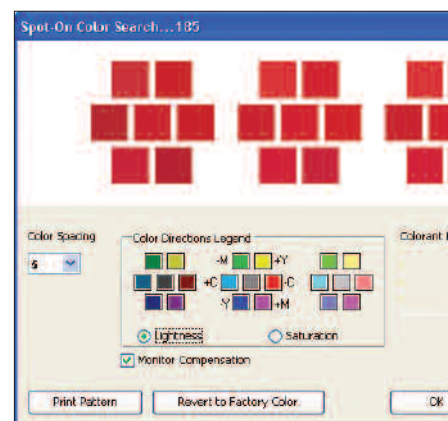 Spot-On Color Search...185
Color Spacing
Color Directions Legend
Colorant
5
-M +Y
+C -C
-Y +M
Lightness Saturation
Monitor Compensation
Print Pattern Revert to Factory Color OK